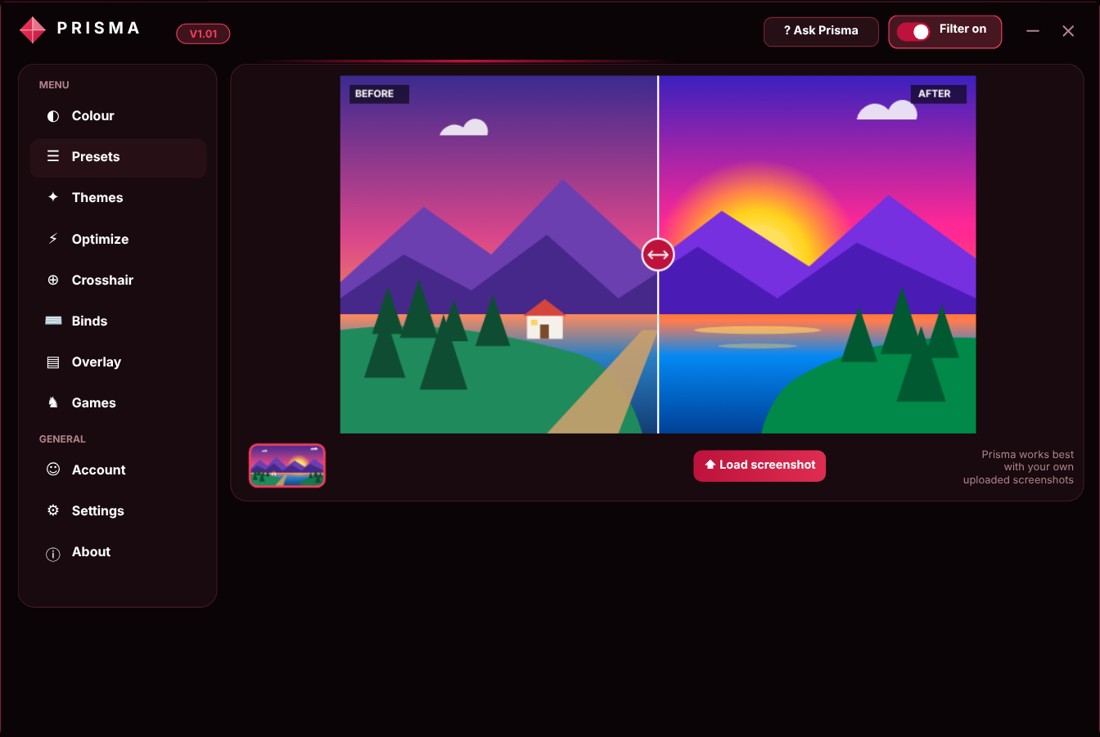 PRISMA
V1.01
? Ask Prisma
Filter on
MENU
Colour
Presets
Themes
Optimize
Crosshair
Binds
Overlay
Games
GENERAL
Account
Settings
About
BEFORE
AFTER
Load screenshot
Prisma works best
with your own
uploaded screenshots